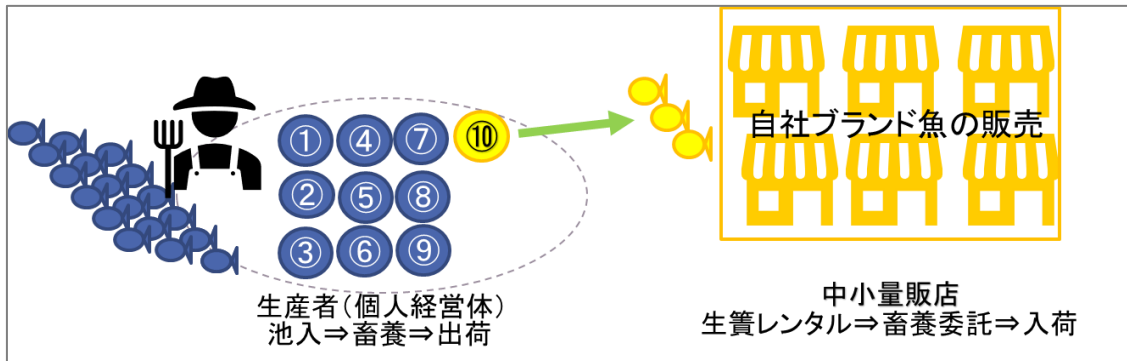 ①
④
⑦
⑩
②
⑤
⑧
③
⑥
⑨
自社ブランド魚の販売
生産者(個人経営体)
池入⇒畜養⇒出荷
中小量販店
生簀レンタル⇒畜養委託⇒入荷